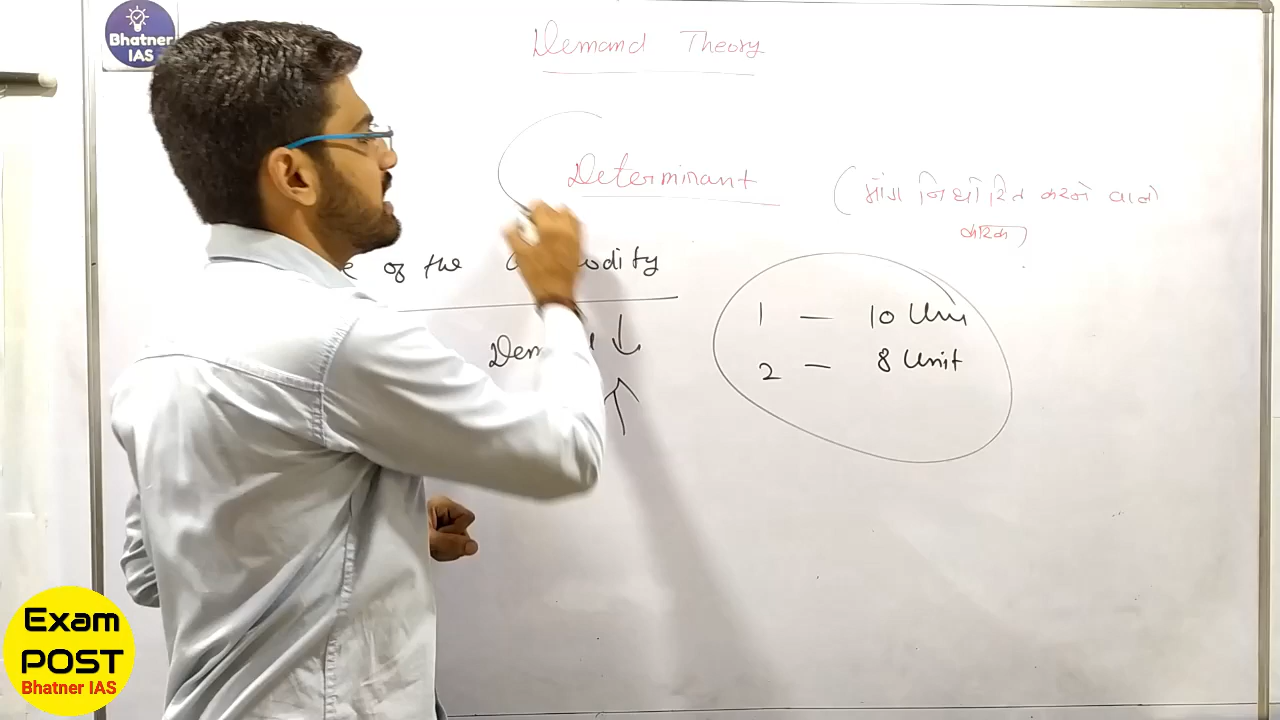 Bhatner
IAS
Demand Theory
Determinant
(माँग निर्धारित करने वाले
कारक)
of the
1 — 10 Uni
2 — 8 Unit
↓
↑
Exam
POST
Bhatner IAS